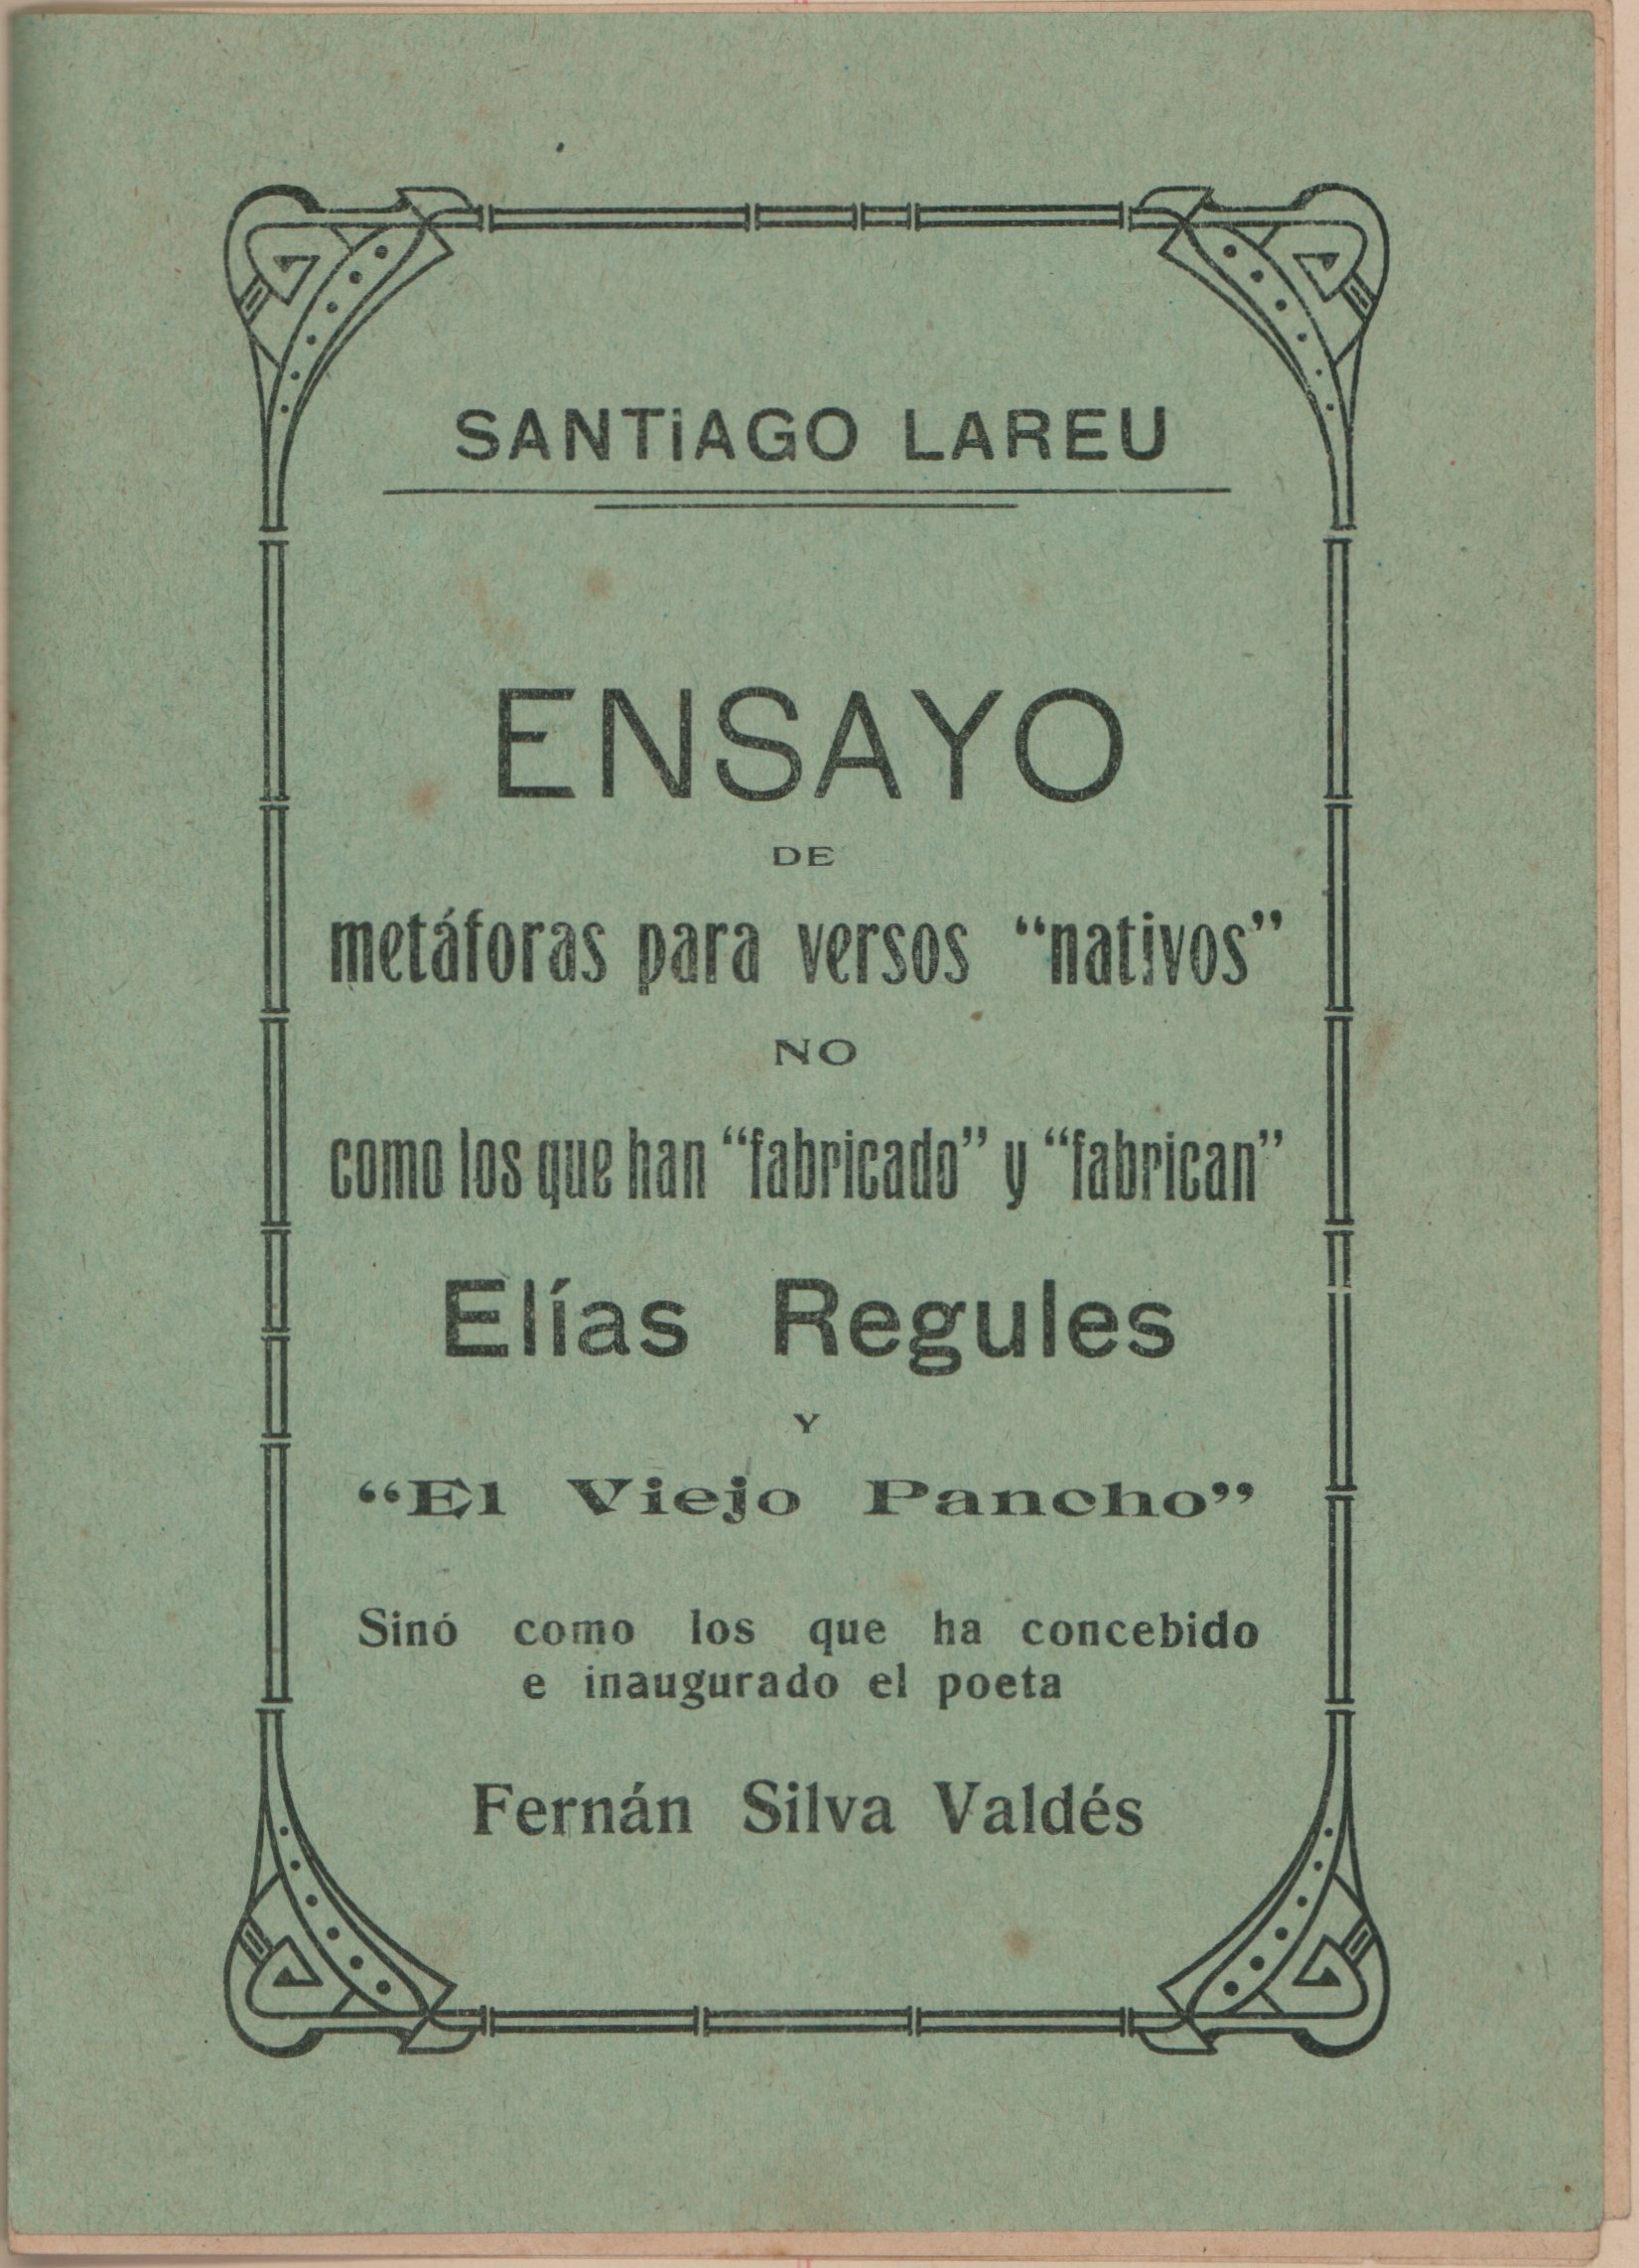 SANTiAGO LAREU
ENSAYO
DE
metáforas para versos “nativos”
NO
como los que han “fabricado” y “fabrican”
Elías Regules
Y
“El Viejo Pancho”
Sinó como los que ha concebido
e inaugurado el poeta
Fernán Silva Valdés